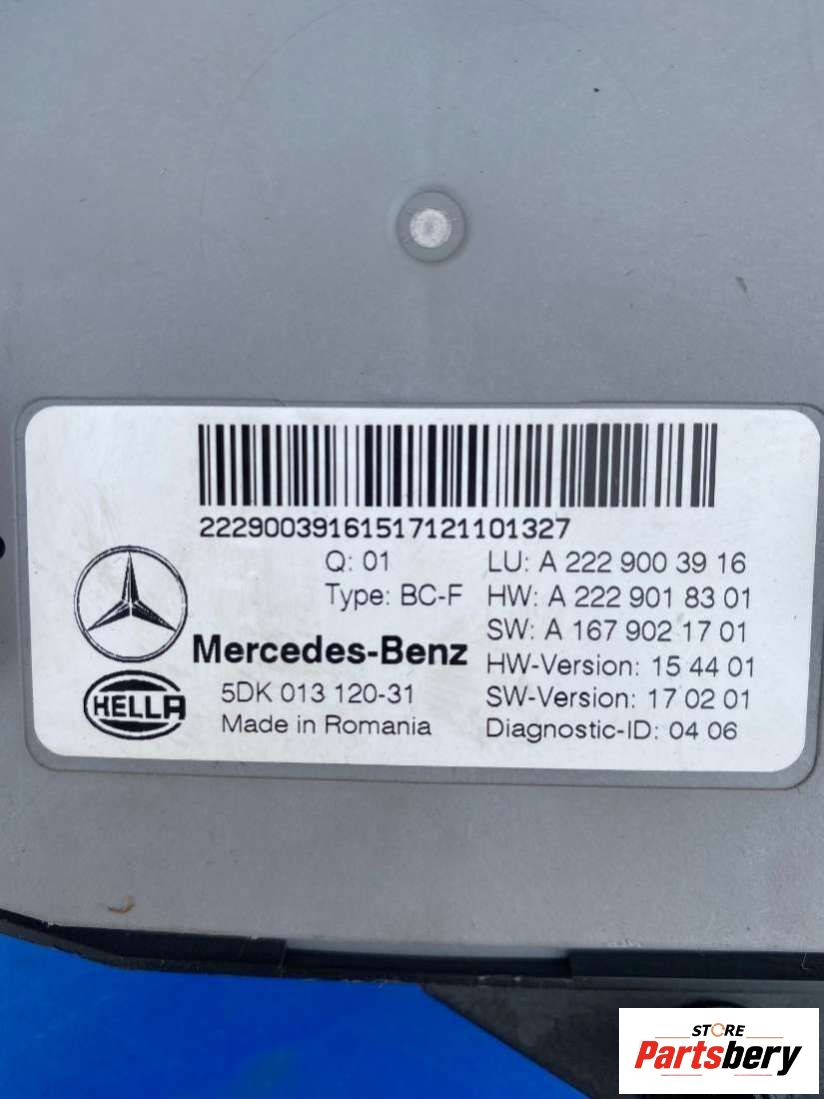 22290039161517121101327
Q: 01
LU: A 222 900 39 16
Type: BC-F
HW: A 222 901 83 01
SW: A 167 902 17 01
Mercedes-Benz
HW-Version: 15 44 01
HELLA
5DK 013 120-31
SW-Version: 17 02 01
Made in Romania
Diagnostic-ID: 04 06
STORE
Partsbery